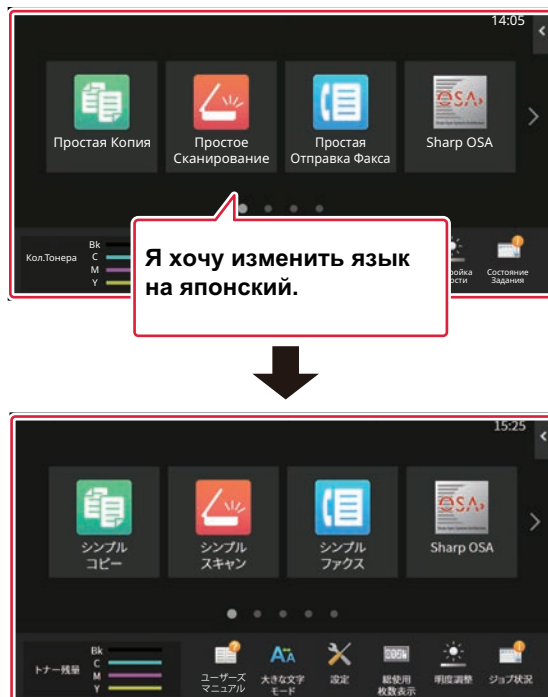 14:05
Простая Копия
Простое
Сканирование
Простая
Отправка Факса
Sharp OSA
Кол.Тонера
Bk
C
M
Y
Состояние
Задания
Я хочу изменить язык
на японский.
15:25
シンプル
コピー
シンプル
スキャン
シンプル
ファクス
Sharp OSA
トナー残量
Bk
C
M
Y
ユーザーズ
マニュアル
大きな文字
モード
設定
総使用
枚数表示
明度調整
ジョブ状況